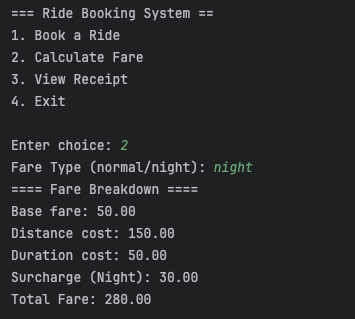 === Ride Booking System ==
1. Book a Ride
2. Calculate Fare
3. View Receipt
4. Exit
Enter choice: 2
Fare Type (normal/night): night
==== Fare Breakdown ====
Base fare: 50.00
Distance cost: 150.00
Duration cost: 50.00
Surcharge (Night): 30.00
Total Fare: 280.00